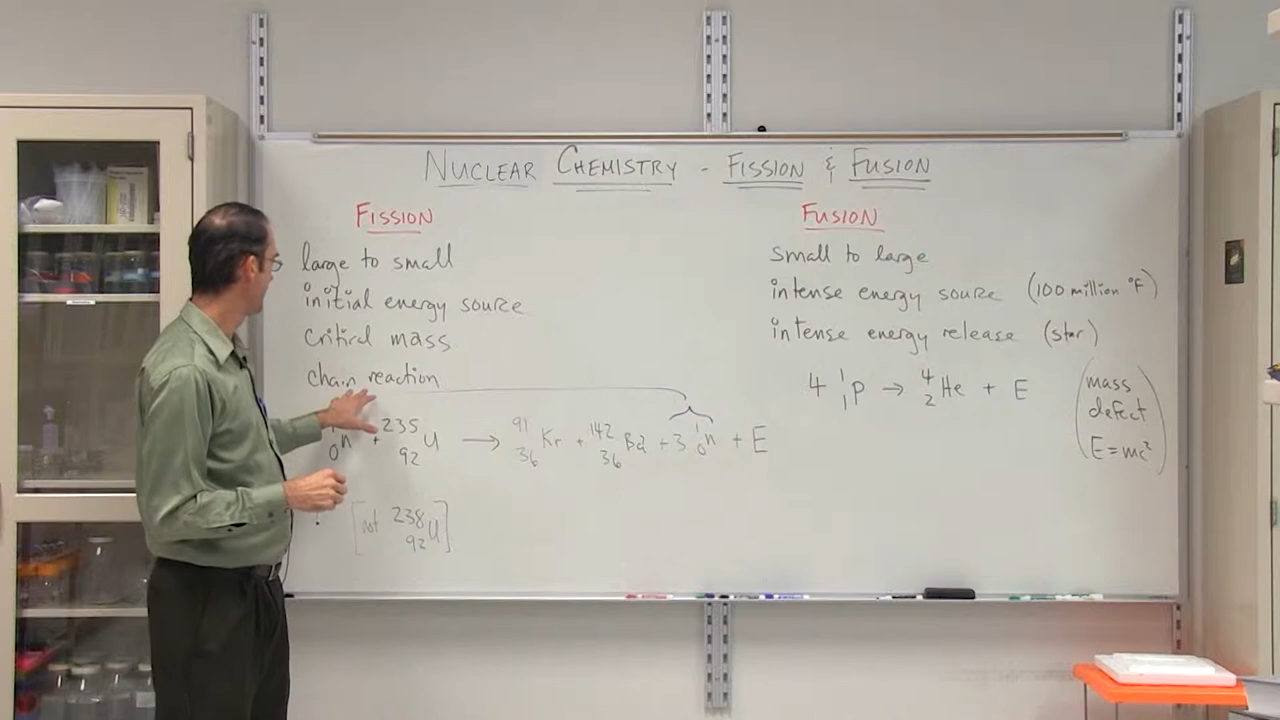 NUCLEAR CHEMISTRY - FISSION & FUSION
FISSION
large to small
initial energy source
critical mass
chain reaction
0 n + 235 92 U → 91 36 Kr + 142 36 Ba + 3 1 0 n + E
[not 238 92 U]
FUSION
small to large
intense energy source (100 million °F)
intense energy release (star)
4 1 1 p → 4 2 He + E
(mass
defect
E = mc²)